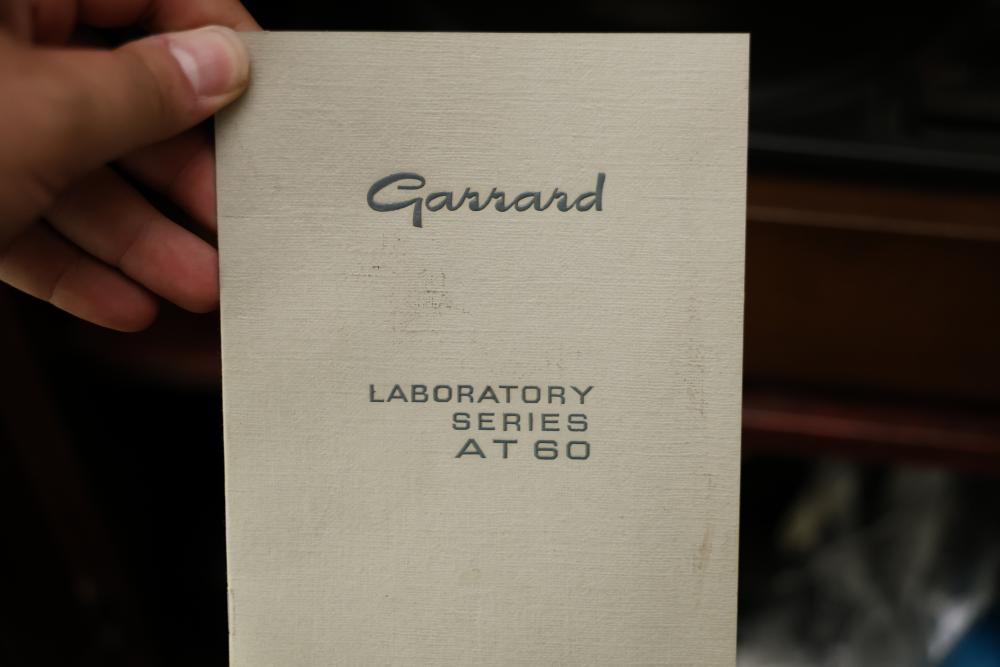 Garrard
LABORATORY
SERIES
AT 60